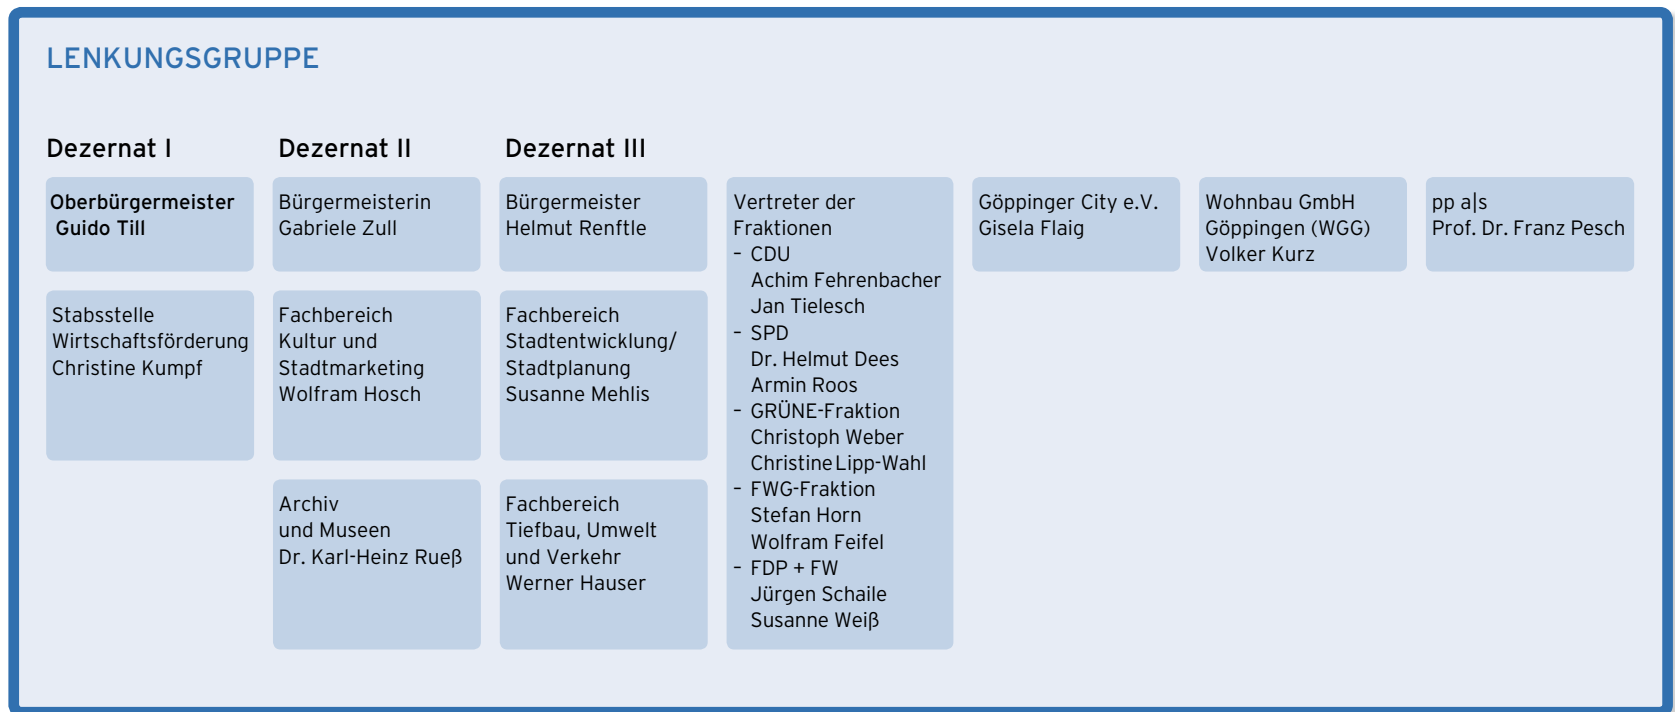 LENKUNGSGRUPPE
Dezernat I
Oberbürgermeister
Guido Till
Stabsstelle
Wirtschaftsförderung
Christine Kumpf
Dezernat II
Bürgermeisterin
Gabriele Zull
Fachbereich
Kultur und
Stadtmarketing
Wolfram Hosch
Archiv
und Museen
Dr. Karl-Heinz Rueß
Dezernat III
Bürgermeister
Helmut Renftle
Fachbereich
Stadtentwicklung/
Stadtplanung
Susanne Mehlis
Fachbereich
Tiefbau, Umwelt
und Verkehr
Werner Hauser
Vertreter der
Fraktionen
- CDU
Achim Fehrenbacher
Jan Tielesch
- SPD
Dr. Helmut Dees
Armin Roos
- GRÜNE-Fraktion
Christoph Weber
Christine Lipp-Wahl
- FWG-Fraktion
Stefan Horn
Wolfram Feifel
- FDP + FW
Jürgen Schaile
Susanne Weiß
Göppinger City e.V.
Gisela Flaig
Wohnbau GmbH
Göppingen (WGG)
Volker Kurz
pp a|s
Prof. Dr. Franz Pesch